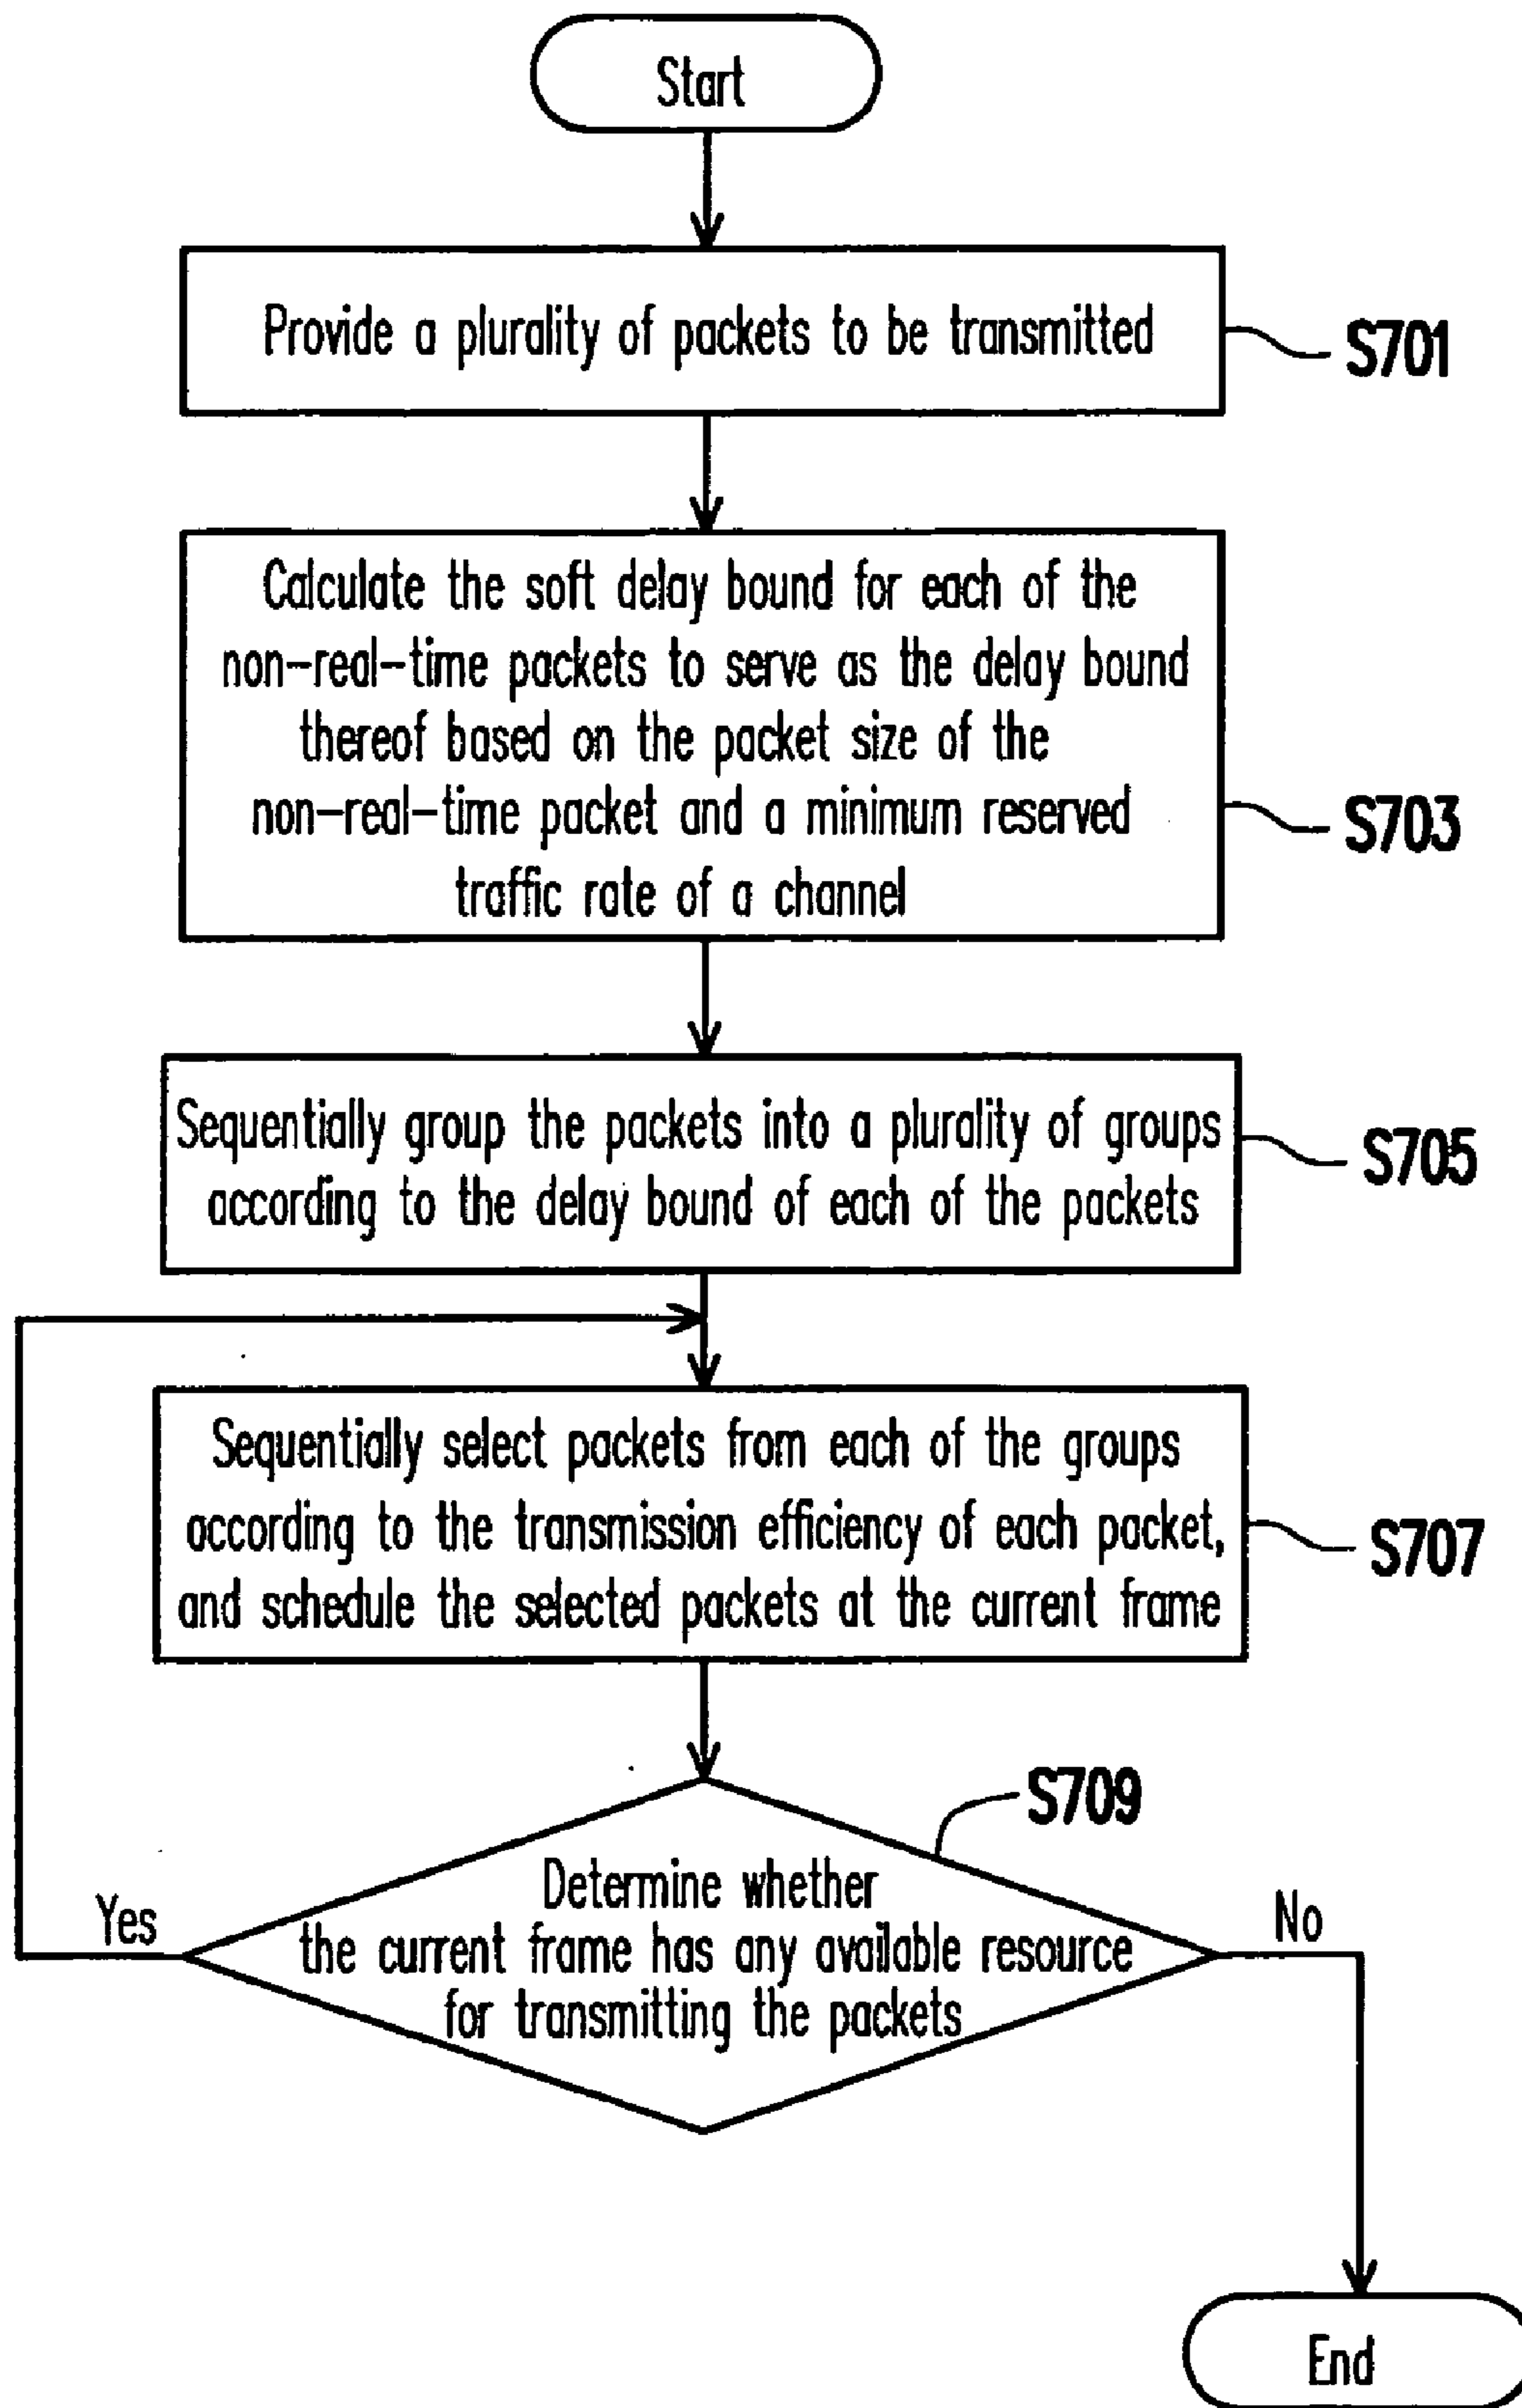 Start
Provide a plurality of packets to be transmitted
S701
Calculate the soft delay bound for each of the
non-real-time packets to serve as the delay bound
thereof based on the packet size of the
non-real-time packet and a minimum reserved
traffic rate of a channel
S703
Sequentially group the packets into a plurality of groups
according to the delay bound of each of the packets
S705
Sequentially select packets from each of the groups
according to the transmission efficiency of each packet,
and schedule the selected packets at the current frame
S707
S709
Determine whether
the current frame has any available resource
for transmitting the packets
Yes
No
End